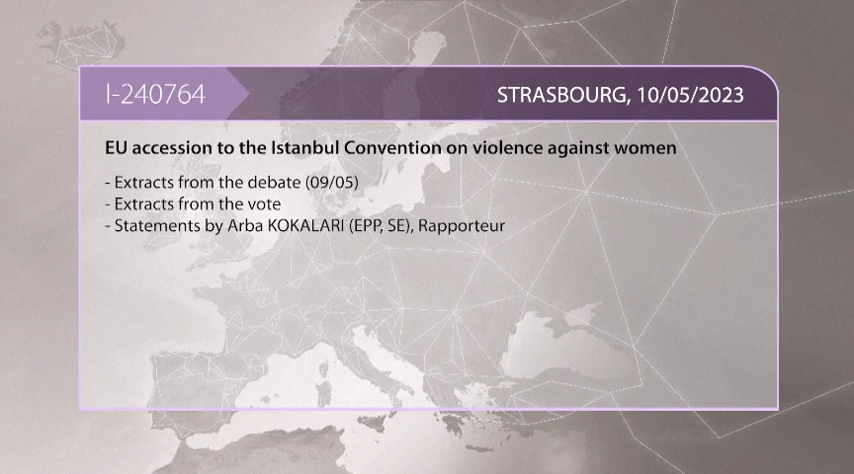 I-240764
STRASBOURG, 10/05/2023
EU accession to the Istanbul Convention on violence against women
- Extracts from the debate (09/05)
- Extracts from the vote
- Statements by Arba KOKALARI (EPP, SE), Rapporteur